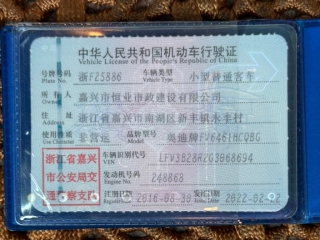 中华人民共和国机动车行驶证
Vehicle License of the People's Republic of China
号牌号码 浙F25886 车辆类型 小型普通客车
Plate No. Vehicle Type
所有人 嘉兴市恒业市政建设有限公司
Owner
住址 浙江省嘉兴市南湖区新丰镇永丰村
Address
使用性质 非营运 品牌型号 奥迪牌FV6461HCQBG
Use Character Model
浙江省嘉兴市公安局交通警察支队
车辆识别代号 LFV3B28R2G3068694
VIN
发动机号码 248868
Engine No.
注册日期 2016-08-30 发证日期 2022-02-22
Register Date Issue Date